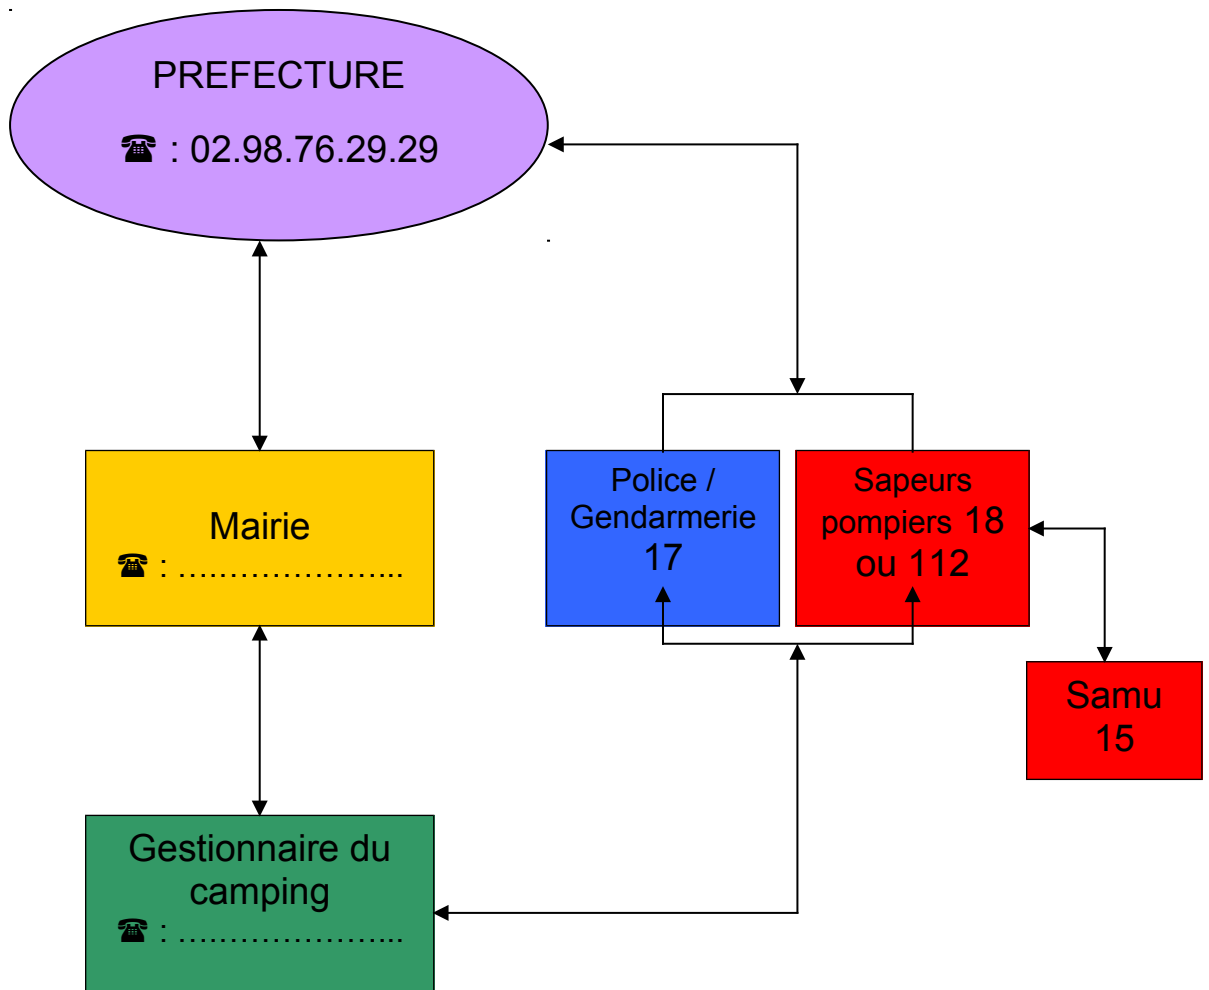 PREFECTURE
☎ : 02.98.76.29.29
Mairie
☎ : …..……………...
Police /
Gendarmerie
17
Sapeurs
pompiers 18
ou 112
Samu
15
Gestionnaire du
camping
☎ : …..……………...